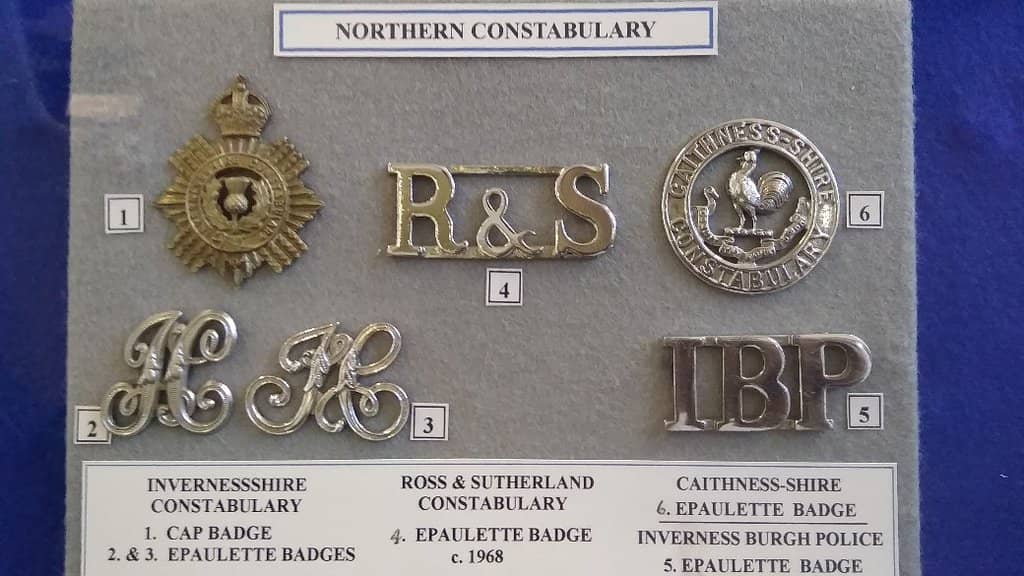 NORTHERN CONSTABULARY
1
R & S
4
CAITHNESS-SHIRE
CONSTABULARY
6
2
3
IBP
5
INVERNESSSHIRE
CONSTABULARY
1. CAP BADGE
2. & 3. EPAULETTE BADGES
ROSS & SUTHERLAND
CONSTABULARY
4. EPAULETTE BADGE
c. 1968
CAITHNESS-SHIRE
6. EPAULETTE BADGE
INVERNESS BURGH POLICE
5. EPAULETTE BADGE